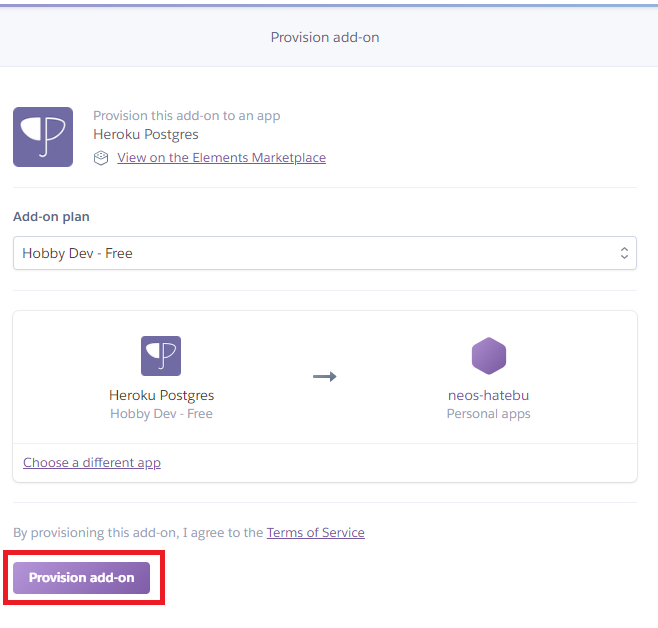 Provision add-on
Provision this add-on to an app
Heroku Postgres
View on the Elements Marketplace
Add-on plan
Hobby Dev - Free
Heroku Postgres
Hobby Dev - Free
neos-hatebu
Personal apps
Choose a different app
By provisioning this add-on, I agree to the Terms of Service
Provision add-on